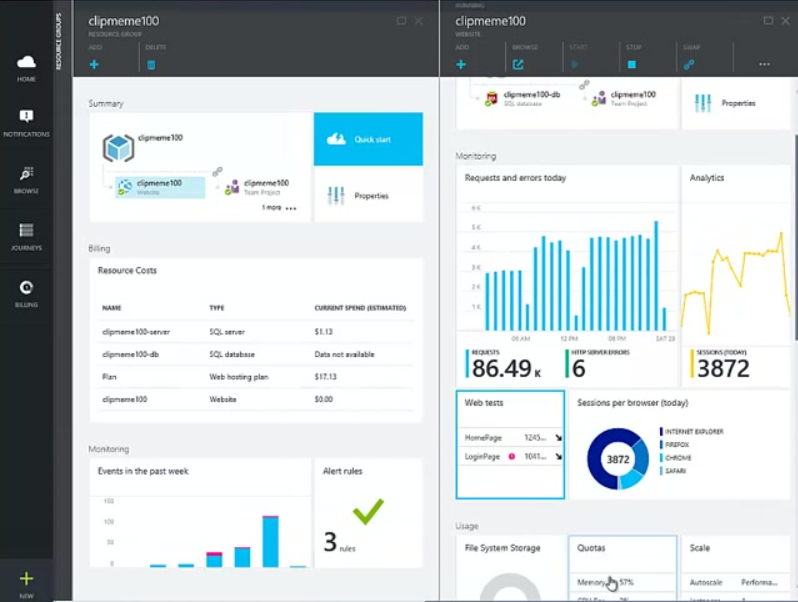 RESOURCE GROUPS
HOME
NOTIFICATIONS
BROWSE
JOURNEYS
BILLING
NEW
clipmeme100
RESOURCE GROUP
ADD
DELETE
Summary
clipmeme100
Quick start
clipmeme100
Website
clipmeme100
Team Project
1 more
Properties
Billing
Resource Costs
NAME TYPE CURRENT SPEND (ESTIMATED)
clipmeme100-server SQL server $1.13
clipmeme100-db SQL database Data not available
Plan Web hosting plan $17.13
clipmeme100 Website $0.00
Monitoring
Events in the past week
150
100
50
0
Alert rules
3 rules
RUNNING
clipmeme100
WEBSITE
ADD BROWSE START STOP SWAP
clipmeme100-db
SQL database
clipmeme100
Team Project
Properties
Monitoring
Requests and errors today
6 K
5 K
4 K
3 K
2 K
1 K
06 AM 12 PM 06 PM SAT 23
REQUESTS
86.49 K
HTTP SERVER ERRORS
6
Analytics
SESSIONS (TODAY)
3872
Web tests
HomePage 1245...
LoginPage 1041...
Sessions per browser (today)
3872
INTERNET EXPLORER
FIREFOX
CHROME
SAFARI
Usage
File System Storage
Quotas
Memory 57%
Scale
Autoscale Performa...